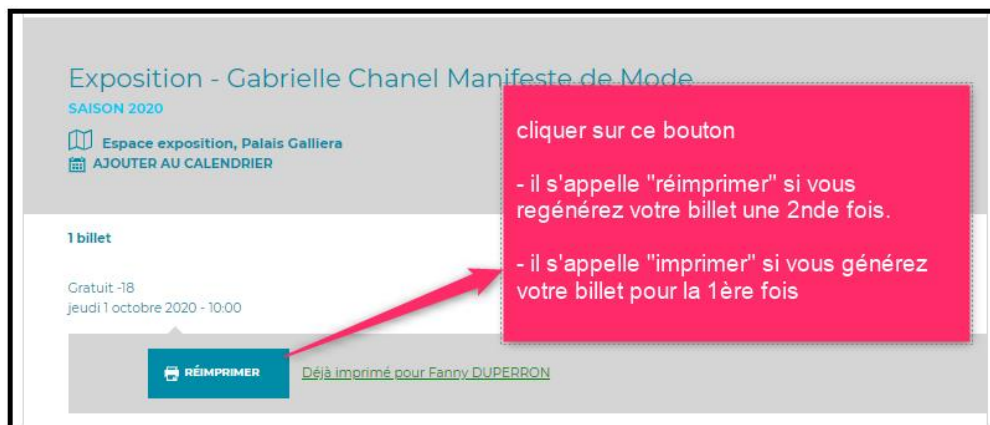 Exposition - Gabrielle Chanel Manifeste de Mode
SAISON 2020
Espace exposition, Palais Galliera
AJOUTER AU CALENDRIER
cliquer sur ce bouton
- il s'appelle "réimprimer" si vous
regénérez votre billet une 2nde fois.
- il s'appelle "imprimer" si vous générez
votre billet pour la 1ère fois
1 billet
Gratuit -18
jeudi 1 octobre 2020 - 10:00
RÉIMPRIMER
Déjà imprimé pour Fanny DUPERRON